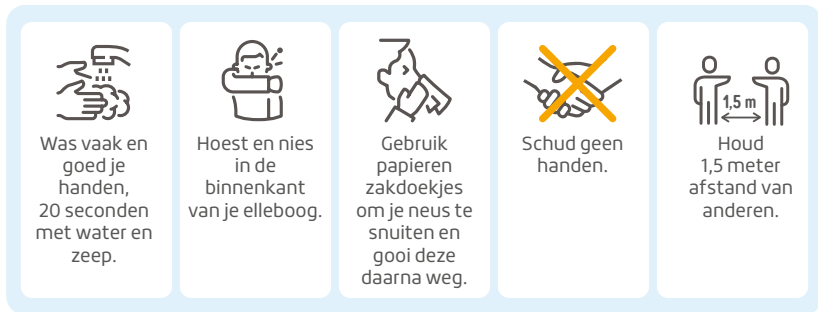 Was vaak en
goed je
handen,
20 seconden
met water en
zeep.
Hoest en nies
in de
binnenkant
van je elleboog.
Gebruik
papieren
zakdoekjes
om je neus te
snuiten en
gooi deze
daarna weg.
Schud geen
handen.
1,5 m
Houd
1,5 meter
afstand van
anderen.